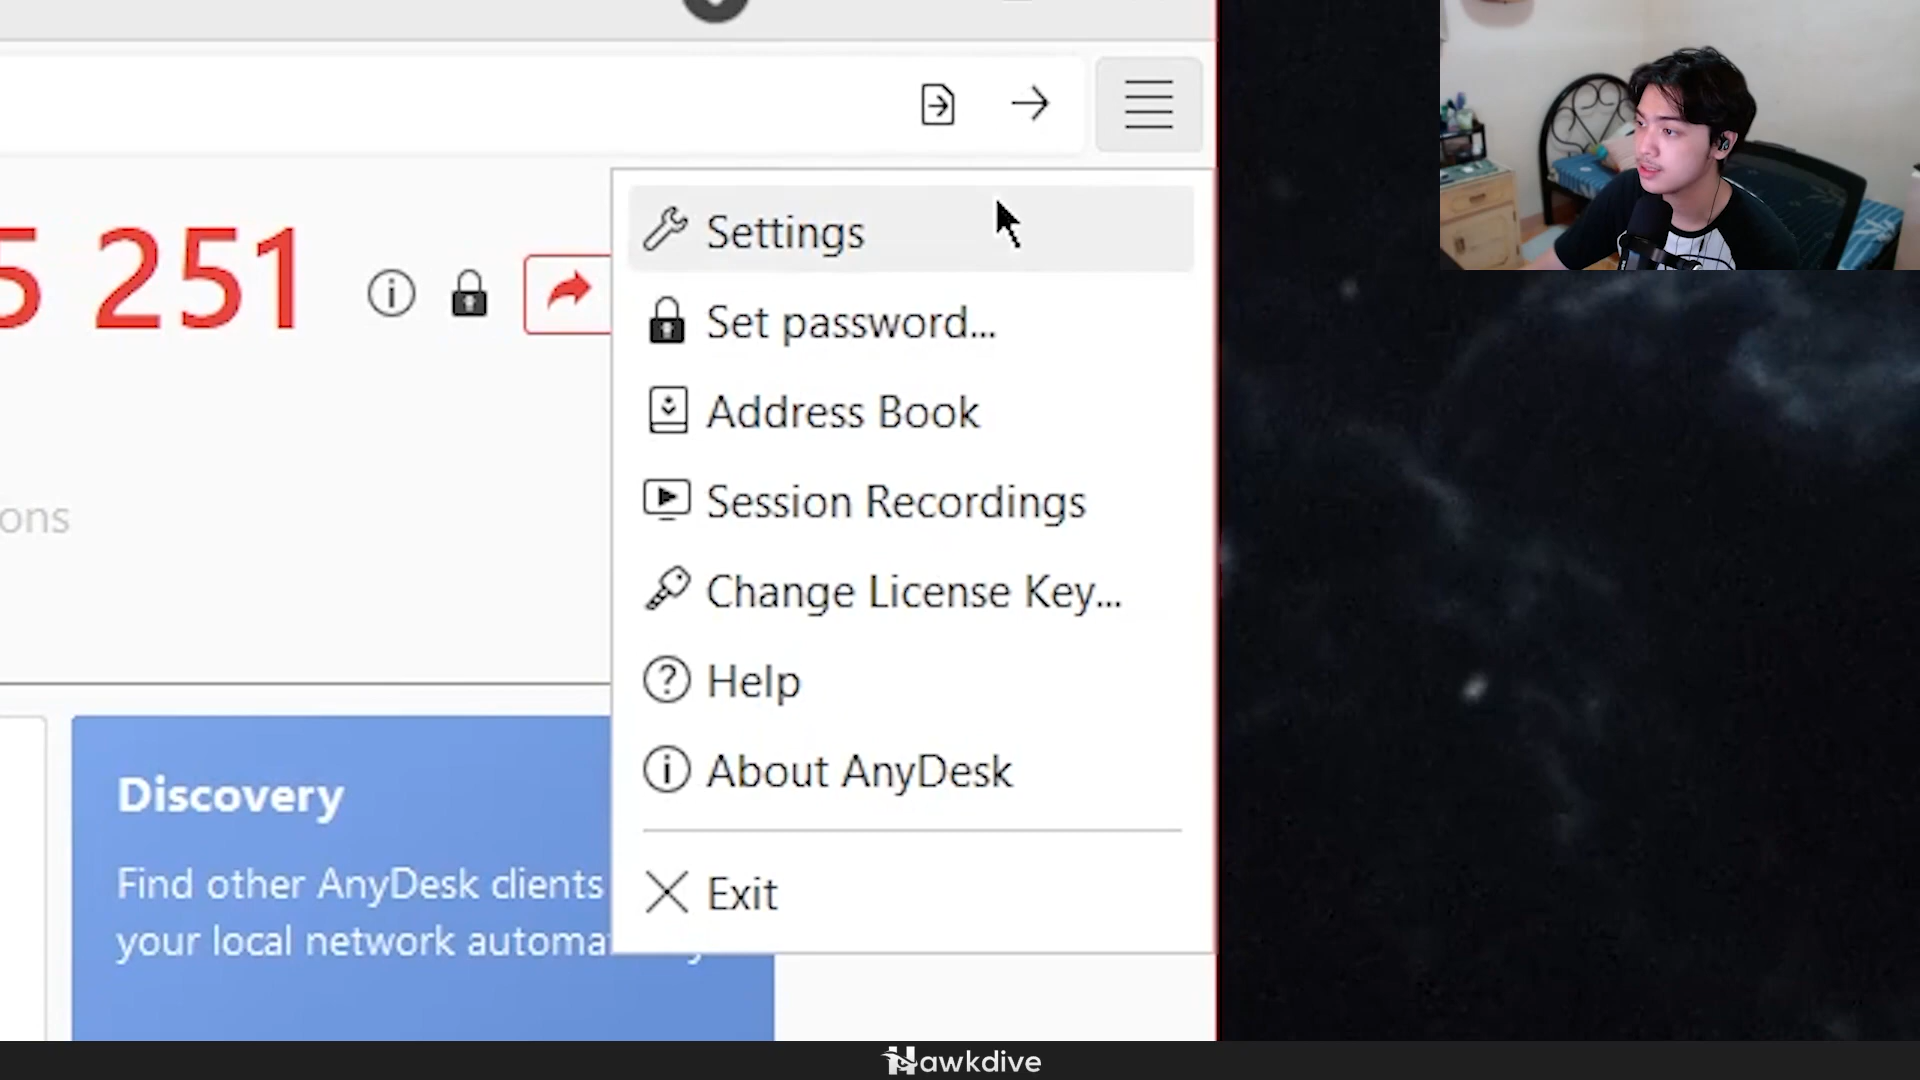 5 251
Settings
Set password...
Address Book
Session Recordings
Change License Key...
Help
About AnyDesk
Exit
ons
Discovery
Find other AnyDesk clients
your local network automa
Hawkdive